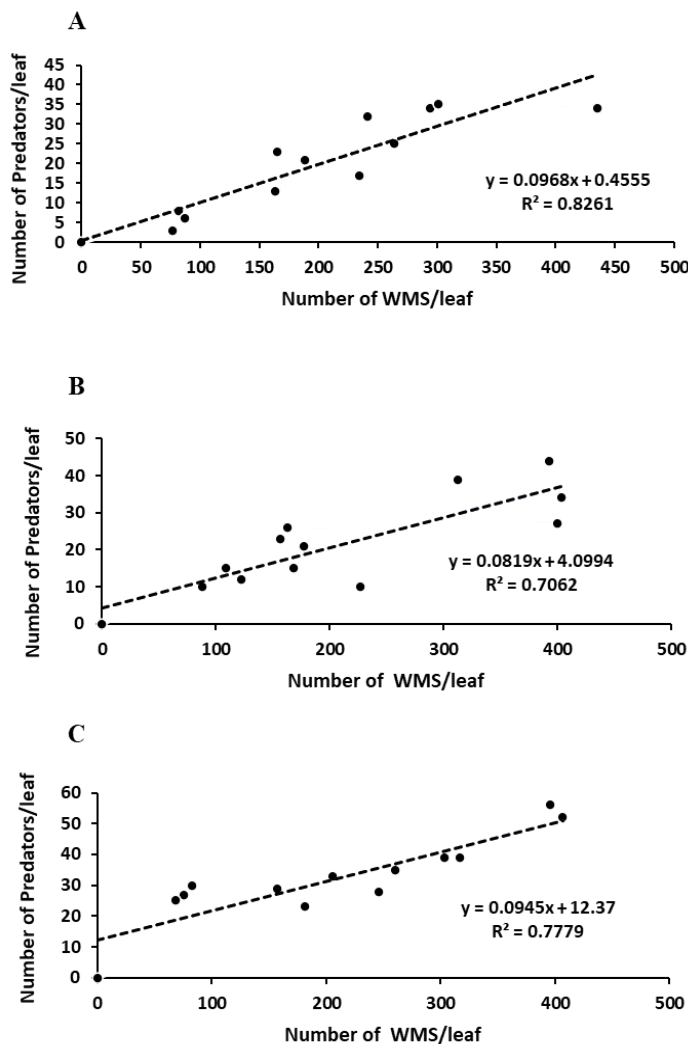 A
45
40
35
30
25
20
15
10
5
0
0 50 100 150 200 250 300 350 400 450 500
Number of Predators/leaf
Number of WMS/leaf
y = 0.0968x + 0.4555
R² = 0.8261
B
50
40
30
20
10
0
0 100 200 300 400 500
Number of Predators/leaf
Number of WMS/leaf
y = 0.0819x + 4.0994
R² = 0.7062
C
60
50
40
30
20
10
0
0 100 200 300 400 500
Number of Predators/leaf
Number of WMS/leaf
y = 0.0945x + 12.37
R² = 0.7779